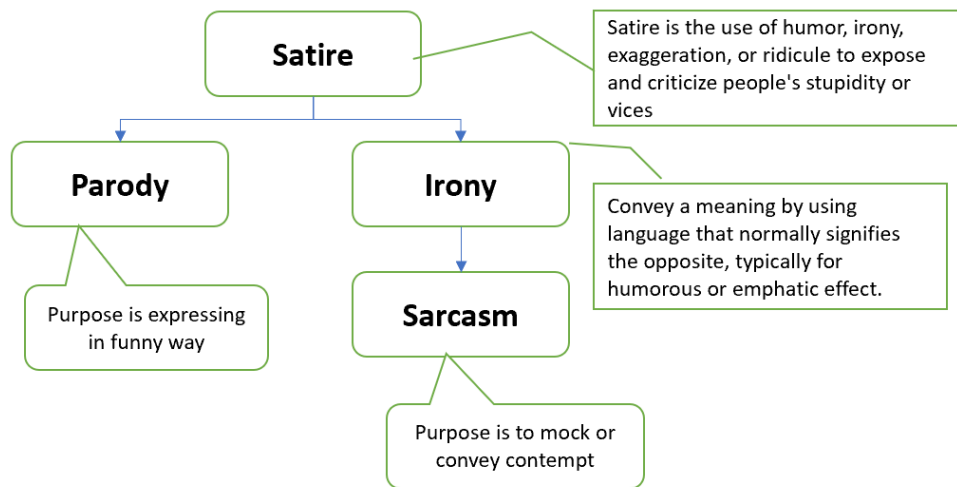 Satire
Satire is the use of humor, irony,
exaggeration, or ridicule to expose
and criticize people's stupidity or
vices
Parody
Irony
Convey a meaning by using
language that normally signifies
the opposite, typically for
humorous or emphatic effect.
Purpose is expressing
in funny way
Sarcasm
Purpose is to mock or
convey contempt